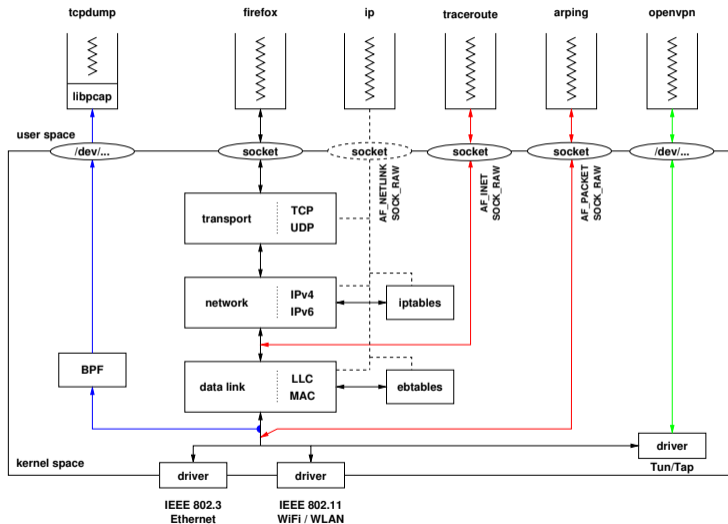 tcpdump
firefox
ip
traceroute
arping
openvpn
libpcap
user space
/dev/...
socket
socket
socket
socket
/dev/...
AF_NETLINK
SOCK_RAW
AF_INET
SOCK_RAW
AF_PACKET
SOCK_RAW
transport
TCP
UDP
network
IPv4
IPv6
iptables
BPF
data link
LLC
MAC
ebtables
driver
Tun/Tap
kernel space
driver
driver
IEEE 802.3
Ethernet
IEEE 802.11
WiFi / WLAN